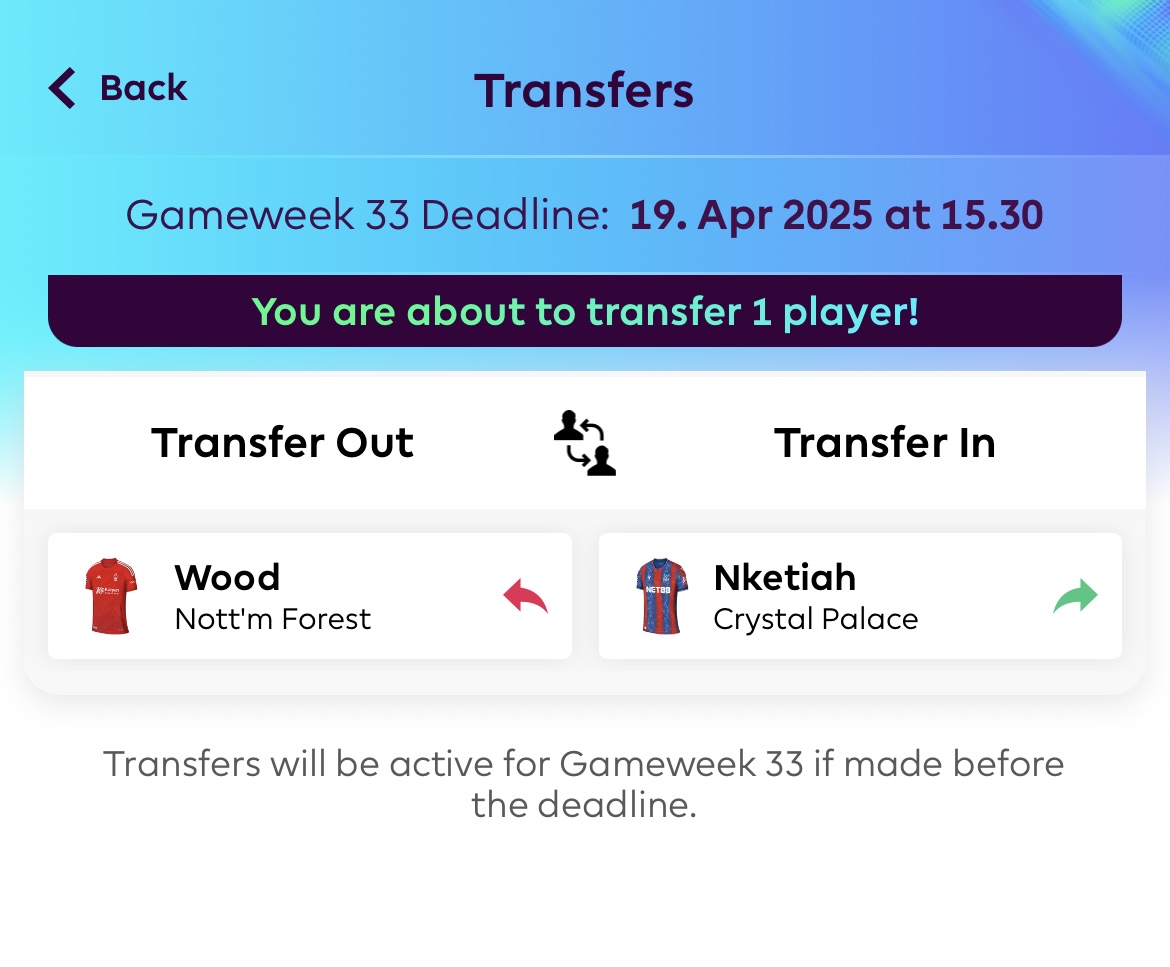 Back
Transfers
Gameweek 33 Deadline: 19. Apr 2025 at 15.30
You are about to transfer 1 player!
Transfer Out
Transfer In
Wood
Nott'm Forest
Nketiah
Crystal Palace
NET88
Transfers will be active for Gameweek 33 if made before
the deadline.